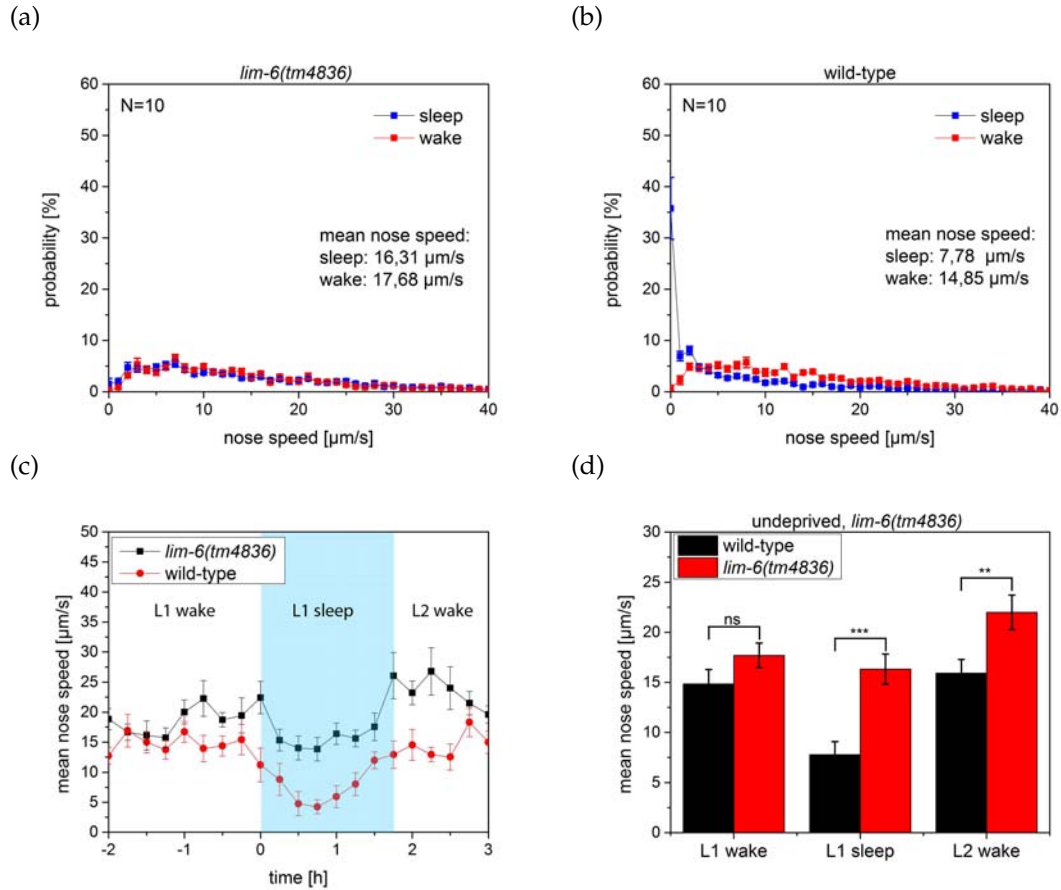 (a)
lim-6(tm4836)
N=10
sleep
wake
mean nose speed:
sleep: 16,31 µm/s
wake: 17,68 µm/s
probability [%]
60
50
40
30
20
10
0
0 10 20 30 40
nose speed [µm/s]
(b)
wild-type
N=10
sleep
wake
mean nose speed:
sleep: 7,78 µm/s
wake: 14,85 µm/s
probability [%]
60
50
40
30
20
10
0
0 10 20 30 40
nose speed [µm/s]
(c)
lim-6(tm4836)
wild-type
L1 wake L1 sleep L2 wake
mean nose speed [µm/s]
50
45
40
35
30
25
20
15
10
5
0
-2 -1 0 1 2 3
time [h]
(d)
undeprived, lim-6(tm4836)
wild-type
lim-6(tm4836)
ns
***
**
mean nose speed [µm/s]
30
25
20
15
10
5
0
L1 wake L1 sleep L2 wake